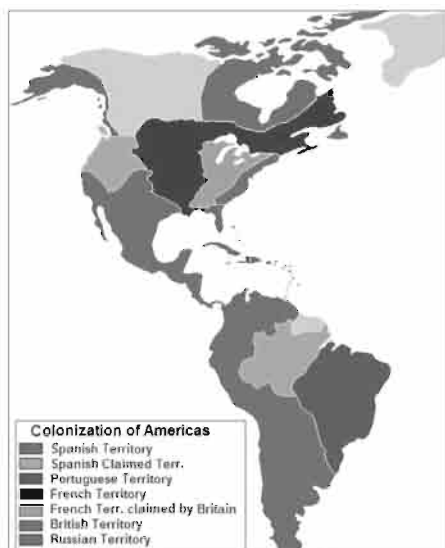 Colonization of Americas
Spanish Territory
Spanish Claimed Terr.
Portuguese Territory
French Territory
French Terr. claimed by Britain
British Territory
Russian Territory